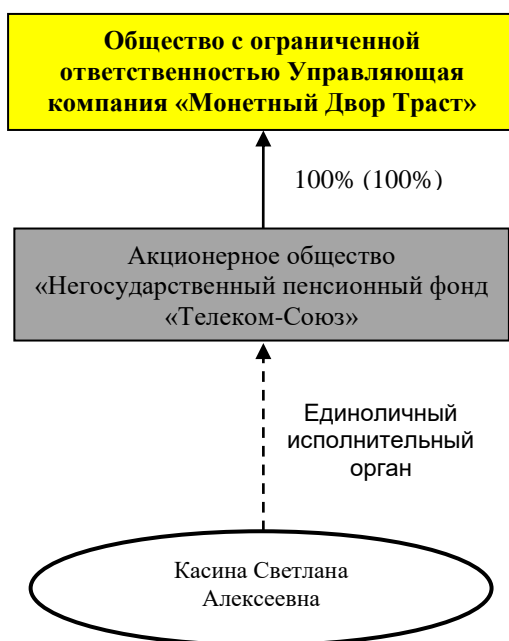 Общество с ограниченной
ответственностью Управляющая
компания «Монетный Двор Траст»
100% (100%)
Акционерное общество
«Негосударственный пенсионный фонд
«Телеком-Союз»
Единоличный
исполнительный
орган
Касина Светлана
Алексеевна